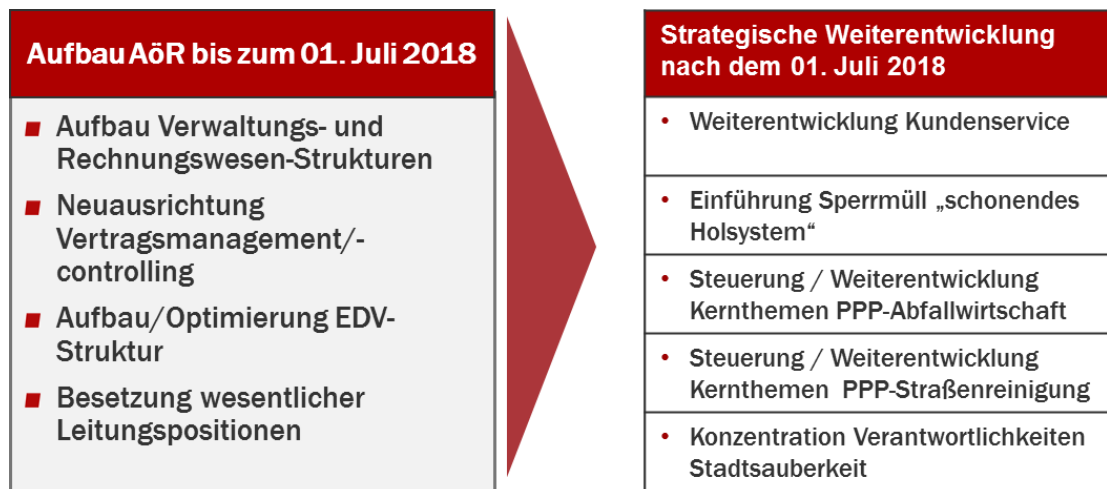 Aufbau AöR bis zum 01. Juli 2018
■ Aufbau Verwaltungs- und
Rechnungswesen-Strukturen
■ Neuausrichtung
Vertragsmanagement/-
controlling
■ Aufbau/Optimierung EDV-
Struktur
■ Besetzung wesentlicher
Leitungspositionen
Strategische Weiterentwicklung
nach dem 01. Juli 2018
• Weiterentwicklung Kundenservice
• Einführung Sperrmüll „schonendes
Holsystem“
• Steuerung / Weiterentwicklung
Kernthemen PPP-Abfallwirtschaft
• Steuerung / Weiterentwicklung
Kernthemen PPP-Straßenreinigung
• Konzentration Verantwortlichkeiten
Stadtsauberkeit